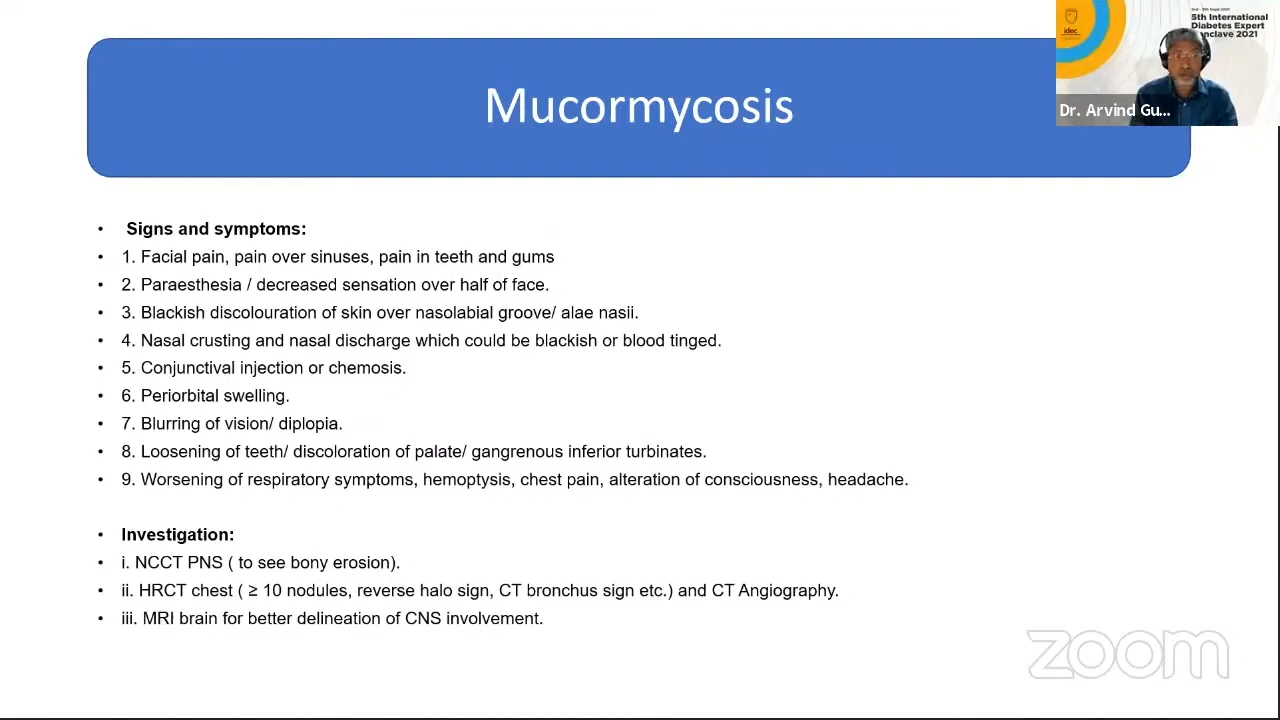 5th International
Diabetes Expert
Conclave 2021
idec
Dr. Arvind Gu...
Mucormycosis
• Signs and symptoms:
• 1. Facial pain, pain over sinuses, pain in teeth and gums
• 2. Paraesthesia / decreased sensation over half of face.
• 3. Blackish discolouration of skin over nasolabial groove/ alae nasii.
• 4. Nasal crusting and nasal discharge which could be blackish or blood tinged.
• 5. Conjunctival injection or chemosis.
• 6. Periorbital swelling.
• 7. Blurring of vision/ diplopia.
• 8. Loosening of teeth/ discoloration of palate/ gangrenous inferior turbinates.
• 9. Worsening of respiratory symptoms, hemoptysis, chest pain, alteration of consciousness, headache.
• Investigation:
• i. NCCT PNS ( to see bony erosion).
• ii. HRCT chest ( ≥ 10 nodules, reverse halo sign, CT bronchus sign etc.) and CT Angiography.
• iii. MRI brain for better delineation of CNS involvement.
zoom